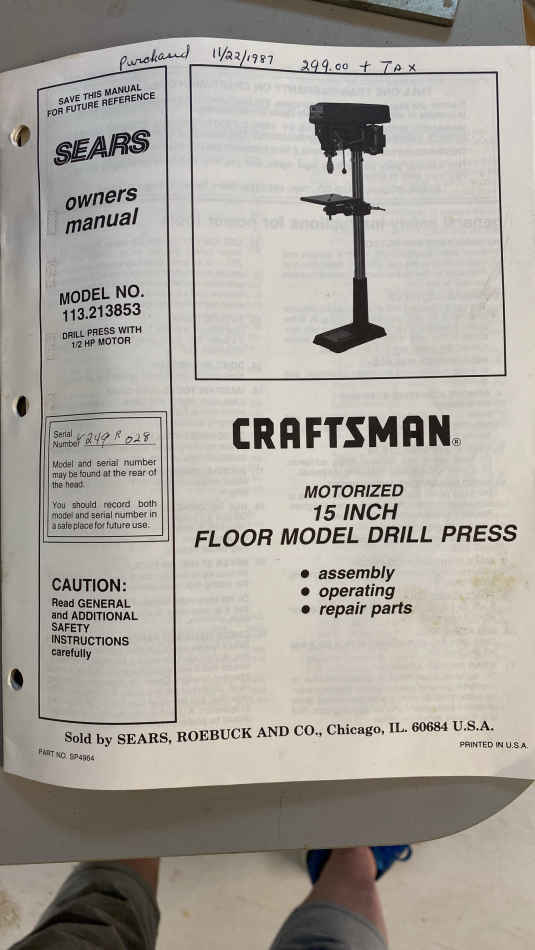 Purchased 11/22/1987 299.00 + TAX
SAVE THIS MANUAL
FOR FUTURE REFERENCE
SEARS
owners
manual
MODEL NO.
113.213853
DRILL PRESS WITH
1/2 HP MOTOR
Serial
Number 249 R 028
Model and serial number
may be found at the rear of
the head.
You should record both
model and serial number in
a safe place for future use.
CAUTION:
Read GENERAL
and ADDITIONAL
SAFETY
INSTRUCTIONS
carefully
CRAFTSMAN®
MOTORIZED
15 INCH
FLOOR MODEL DRILL PRESS
● assembly
● operating
● repair parts
Sold by SEARS, ROEBUCK AND CO., Chicago, IL. 60684 U.S.A.
PART NO. SP4964
PRINTED IN U.S.A.